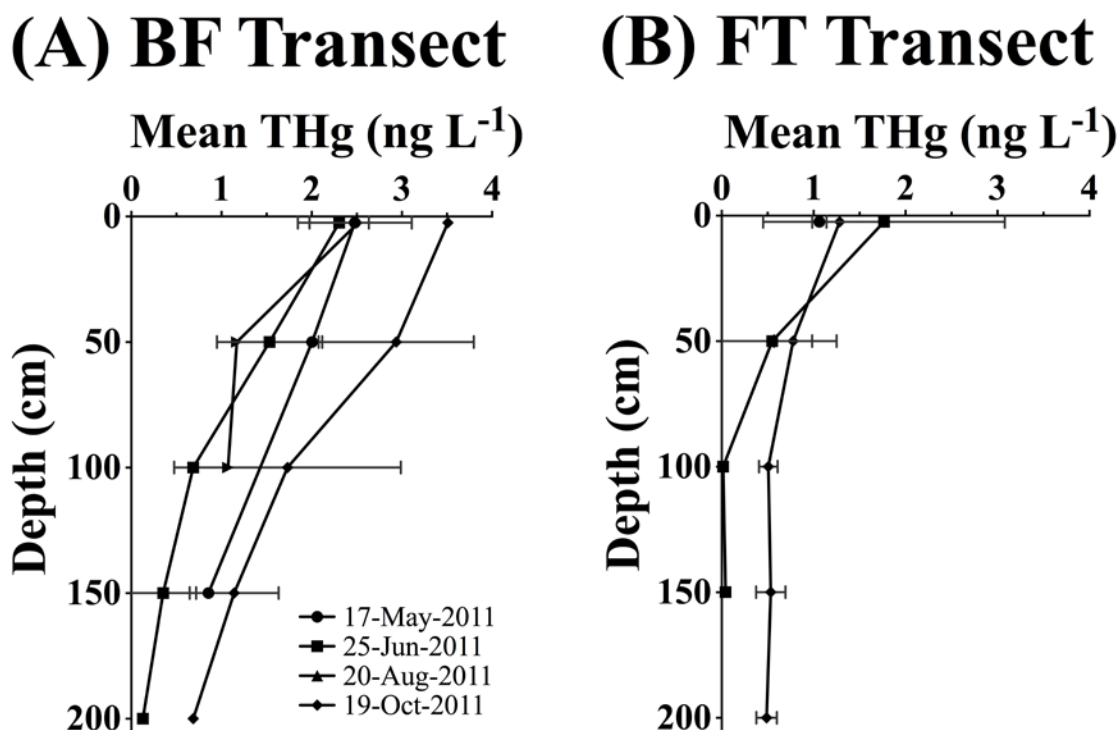 (A) BF Transect
Mean THg (ng L⁻¹)
0 1 2 3 4
Depth (cm)
0
50
100
150
200
17-May-2011
25-Jun-2011
20-Aug-2011
19-Oct-2011
(B) FT Transect
Mean THg (ng L⁻¹)
0 1 2 3 4
Depth (cm)
0
50
100
150
200